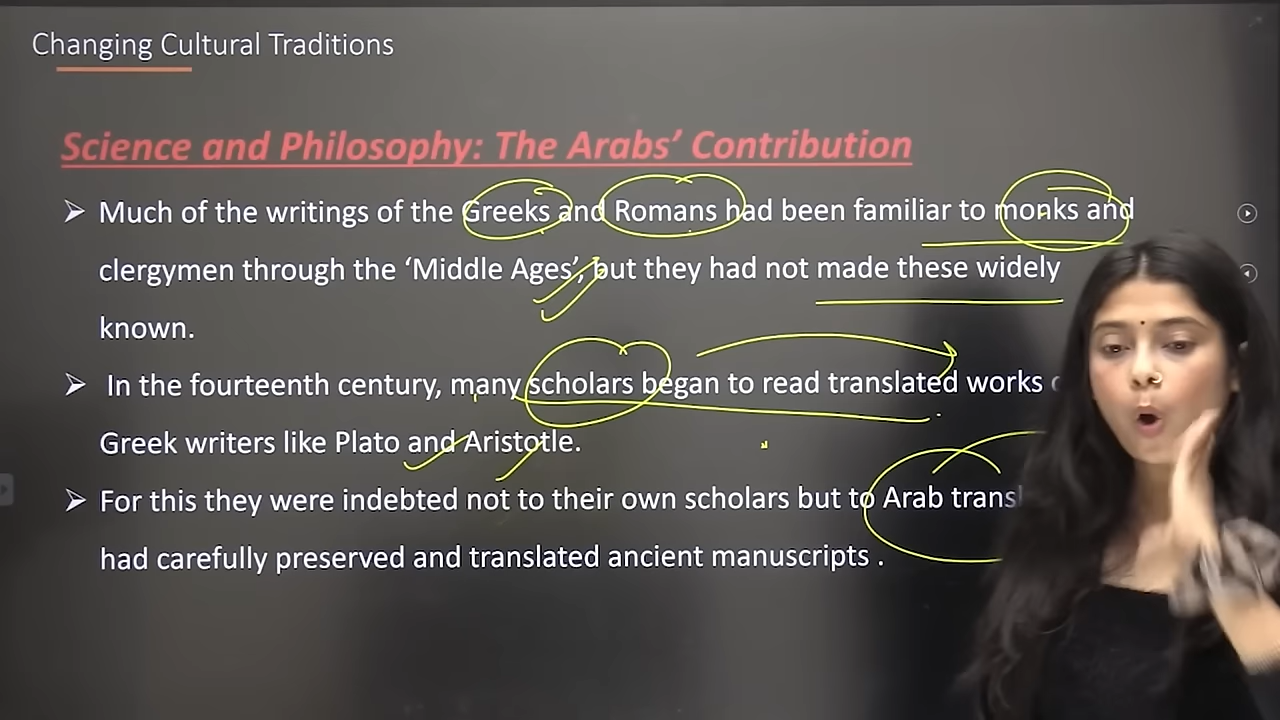 Changing Cultural Traditions
Science and Philosophy: The Arabs' Contribution
➢ Much of the writings of the Greeks and Romans had been familiar to monks and
clergymen through the 'Middle Ages', but they had not made these widely
known.
➢ In the fourteenth century, many scholars began to read translated works
Greek writers like Plato and Aristotle.
➢ For this they were indebted not to their own scholars but to Arab
had carefully preserved and translated ancient manuscripts .